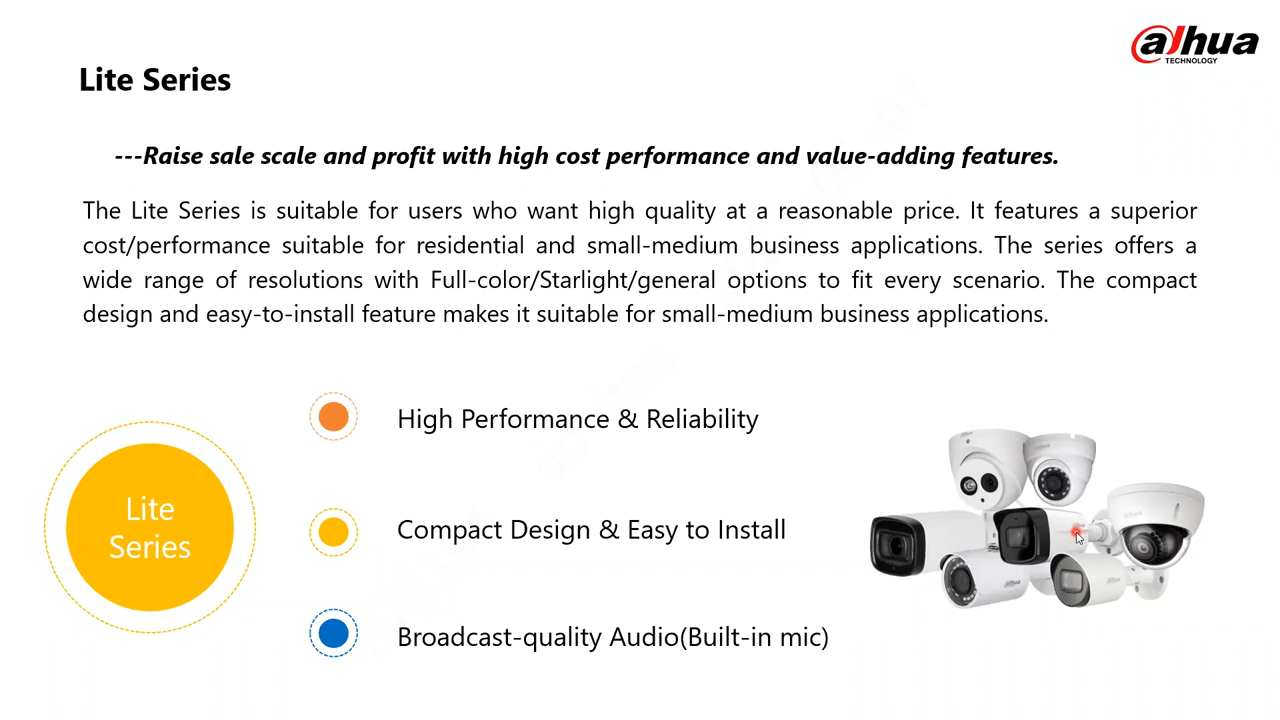 alhua
TECHNOLOGY
Lite Series
---Raise sale scale and profit with high cost performance and value-adding features.
The Lite Series is suitable for users who want high quality at a reasonable price. It features a superior
cost/performance suitable for residential and small-medium business applications. The series offers a
wide range of resolutions with Full-color/Starlight/general options to fit every scenario. The compact
design and easy-to-install feature makes it suitable for small-medium business applications.
Lite
Series
High Performance & Reliability
Compact Design & Easy to Install
Broadcast-quality Audio(Built-in mic)